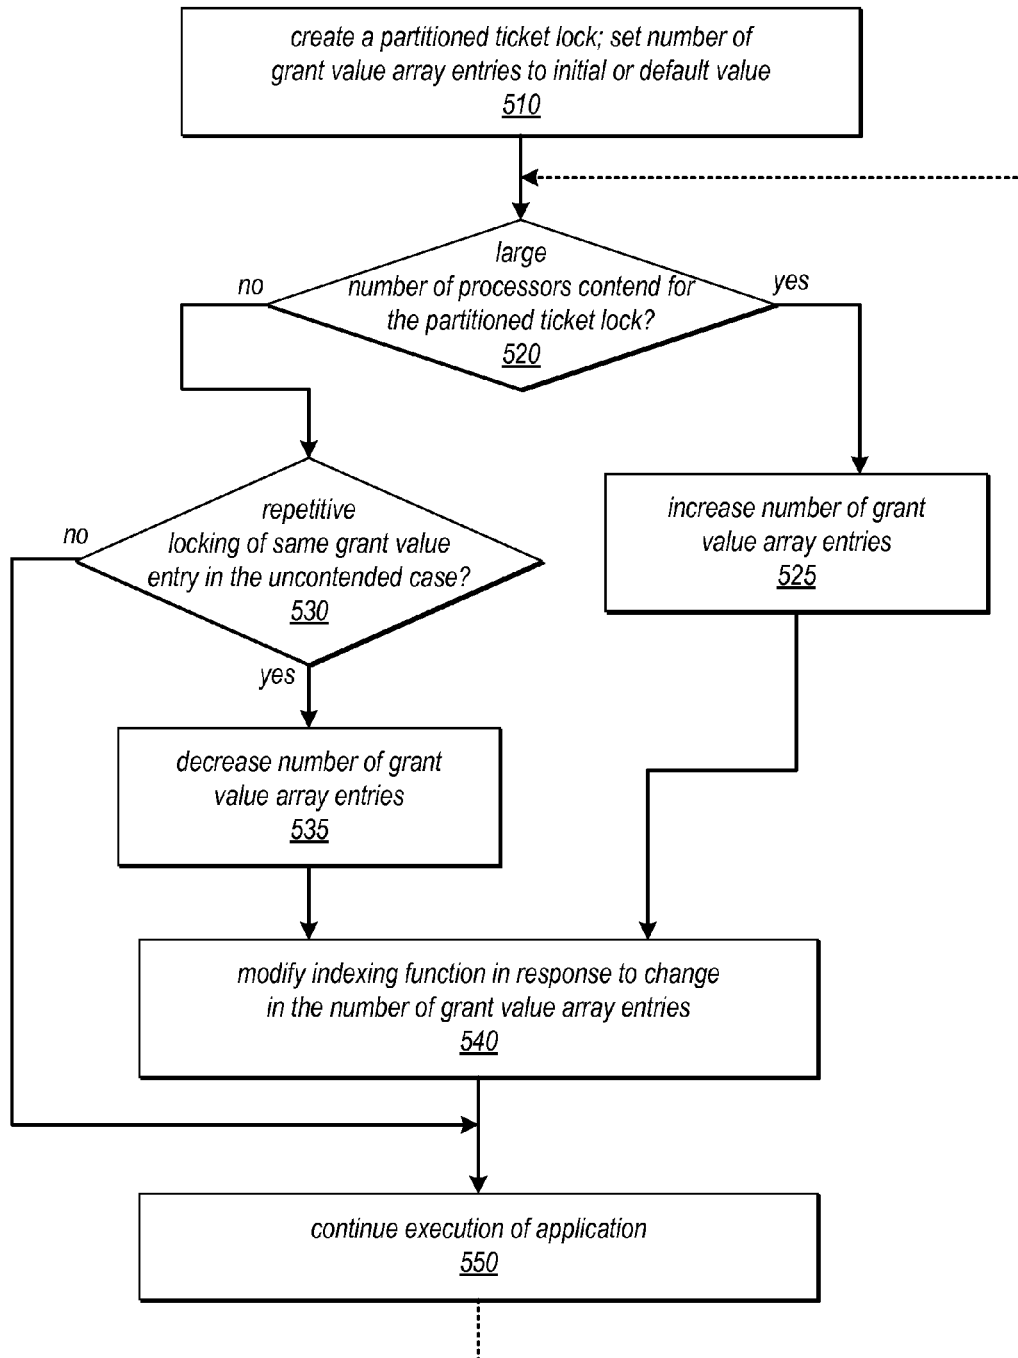 create a partitioned ticket lock; set number of
grant value array entries to initial or default value
510
large
number of processors contend for
the partitioned ticket lock?
520
no
yes
repetitive
locking of same grant value
entry in the uncontended case?
530
no
yes
increase number of grant
value array entries
525
decrease number of grant
value array entries
535
modify indexing function in response to change
in the number of grant value array entries
540
continue execution of application
550